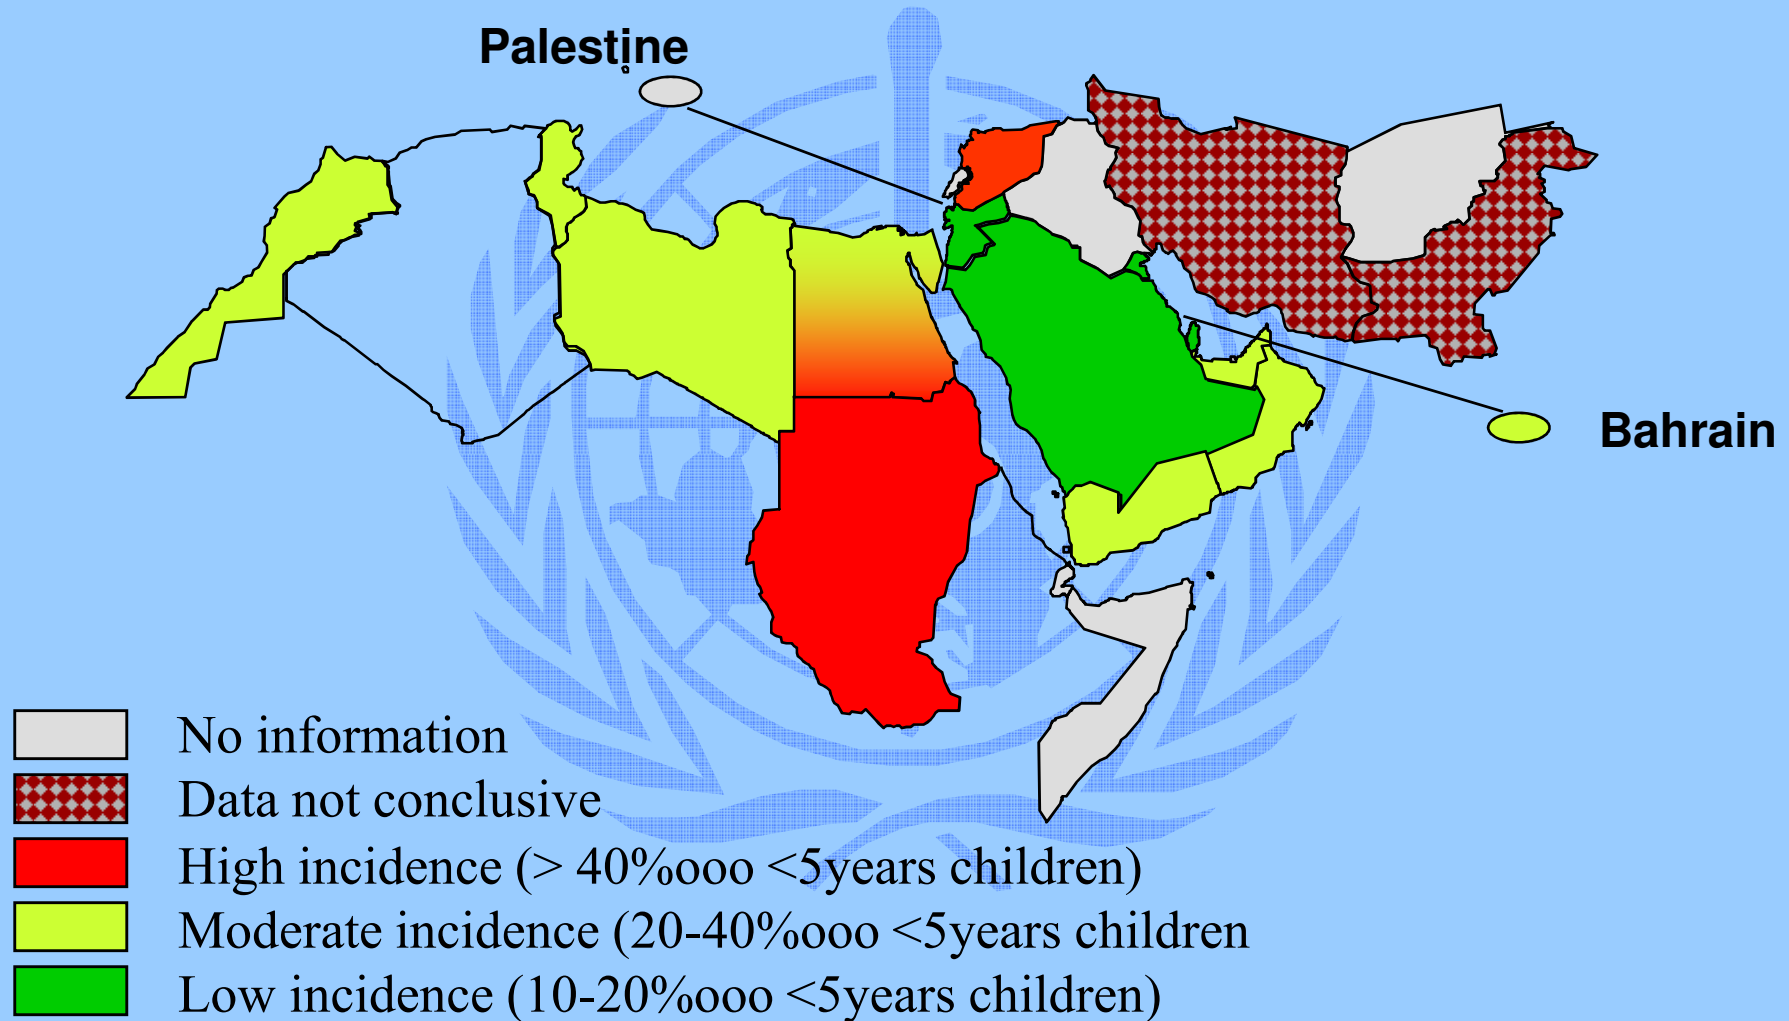 Palestine
Bahrain
No information
Data not conclusive
High incidence (> 40%ooo <5years children)
Moderate incidence (20-40%ooo <5years children
Low incidence (10-20%ooo <5years children)